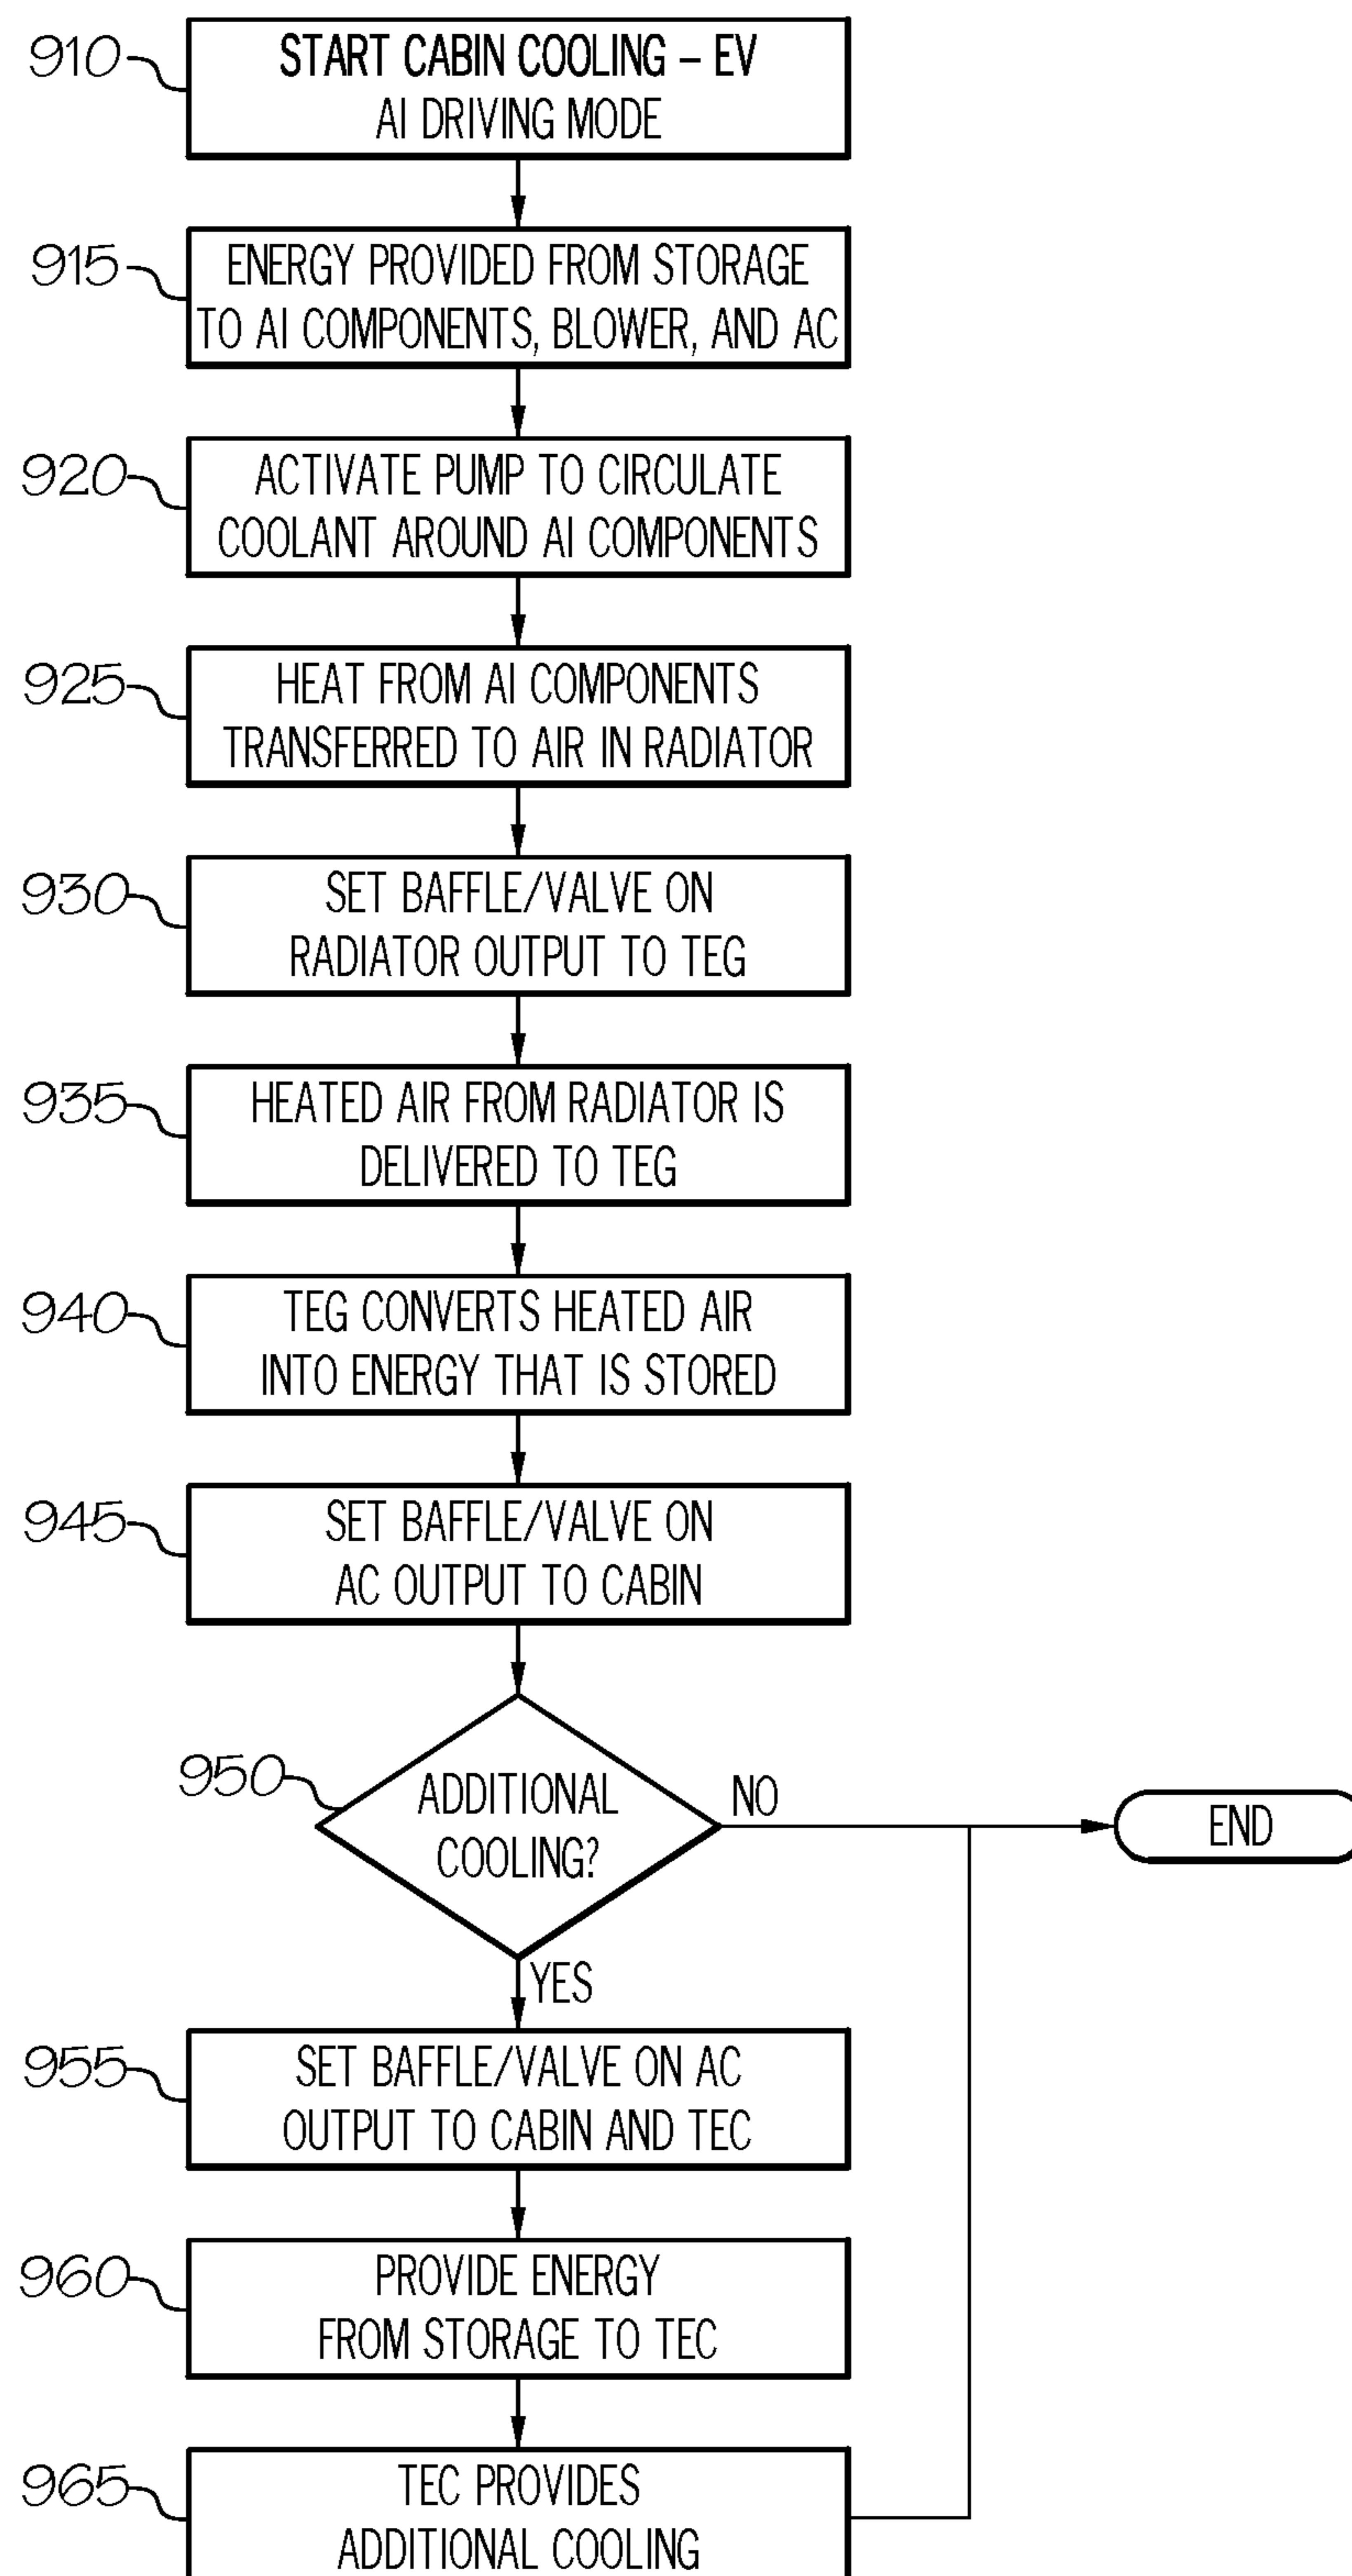 910
START CABIN COOLING – EV
AI DRIVING MODE
915
ENERGY PROVIDED FROM STORAGE
TO AI COMPONENTS, BLOWER, AND AC
920
ACTIVATE PUMP TO CIRCULATE
COOLANT AROUND AI COMPONENTS
925
HEAT FROM AI COMPONENTS
TRANSFERRED TO AIR IN RADIATOR
930
SET BAFFLE/VALVE ON
RADIATOR OUTPUT TO TEG
935
HEATED AIR FROM RADIATOR IS
DELIVERED TO TEG
940
TEG CONVERTS HEATED AIR
INTO ENERGY THAT IS STORED
945
SET BAFFLE/VALVE ON
AC OUTPUT TO CABIN
950
ADDITIONAL
COOLING?
NO
END
YES
955
SET BAFFLE/VALVE ON AC
OUTPUT TO CABIN AND TEC
960
PROVIDE ENERGY
FROM STORAGE TO TEC
965
TEC PROVIDES
ADDITIONAL COOLING